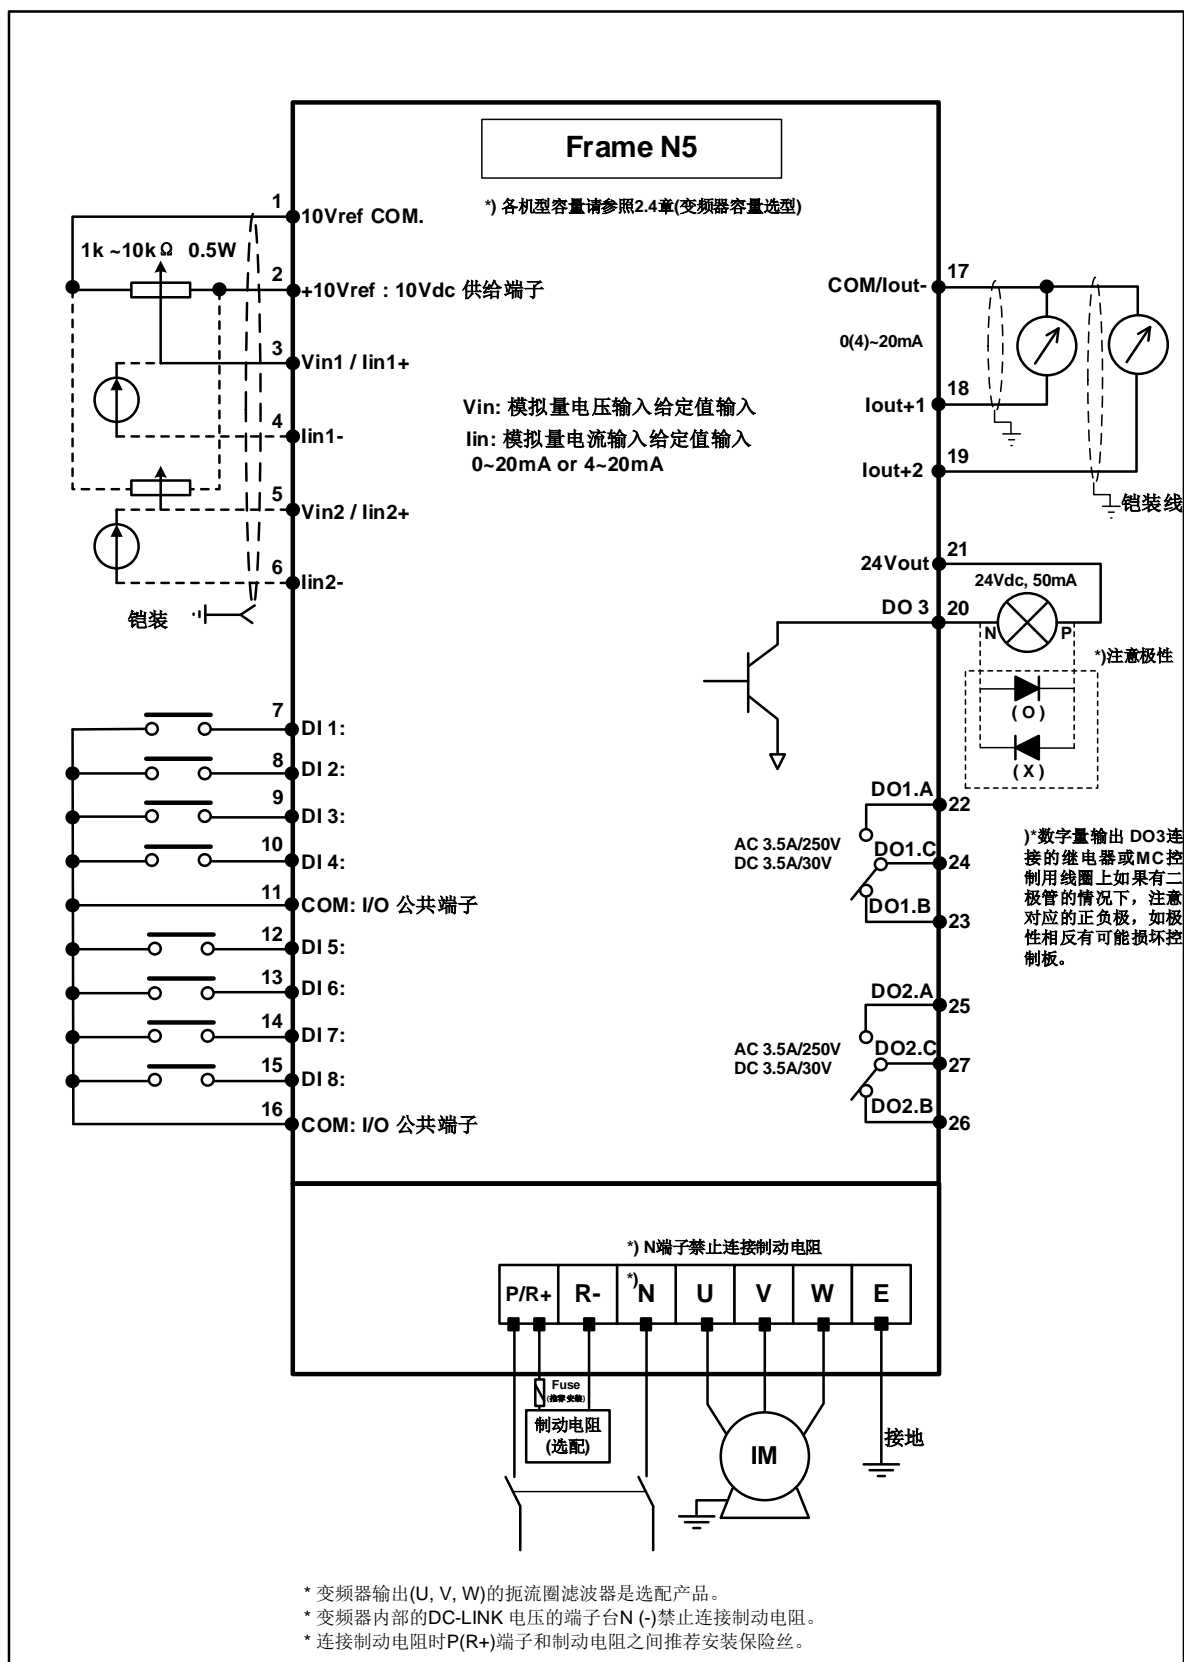 Frame N5
*) 各机型容量请参照2.4章(变频器容量选型)
1
10Vref COM.
1k ~10k Ω 0.5W
2
+10Vref : 10Vdc 供给端子
3
Vin1 / Iin1+
4
Iin1-
5
Vin2 / Iin2+
6
Iin2-
铠装
Vin: 模拟量电压输入给定值输入
Iin: 模拟量电流输入给定值输入
0~20mA or 4~20mA
7
DI 1:
8
DI 2:
9
DI 3:
10
DI 4:
11
COM: I/O 公共端子
12
DI 5:
13
DI 6:
14
DI 7:
15
DI 8:
16
COM: I/O 公共端子
17
COM/Iout-
0(4)~20mA
18
Iout+1
19
Iout+2
铠装线
21
24Vout
24Vdc, 50mA
DO 3
20
N
P
*)注意极性
( O )
( X )
DO1.A
22
AC 3.5A/250V
DC 3.5A/30V
DO1.C
24
DO1.B
23
)*数字量输出 DO3连
接的继电器或MC控
制用线圈上如果有二
极管的情况下，注意
对应的正负极，如极
性相反有可能损坏控
制板。
DO2.A
25
AC 3.5A/250V
DC 3.5A/30V
DO2.C
27
DO2.B
26
*) N端子禁止连接制动电阻
P/R+
R-
*)N
U
V
W
E
Fuse
(推荐安装)
制动电阻
(选配)
IM
接地
* 变频器输出(U, V, W)的扼流圈滤波器是选配产品。
* 变频器内部的DC-LINK 电压的端子台N (-)禁止连接制动电阻。
* 连接制动电阻时P(R+)端子和制动电阻之间推荐安装保险丝。